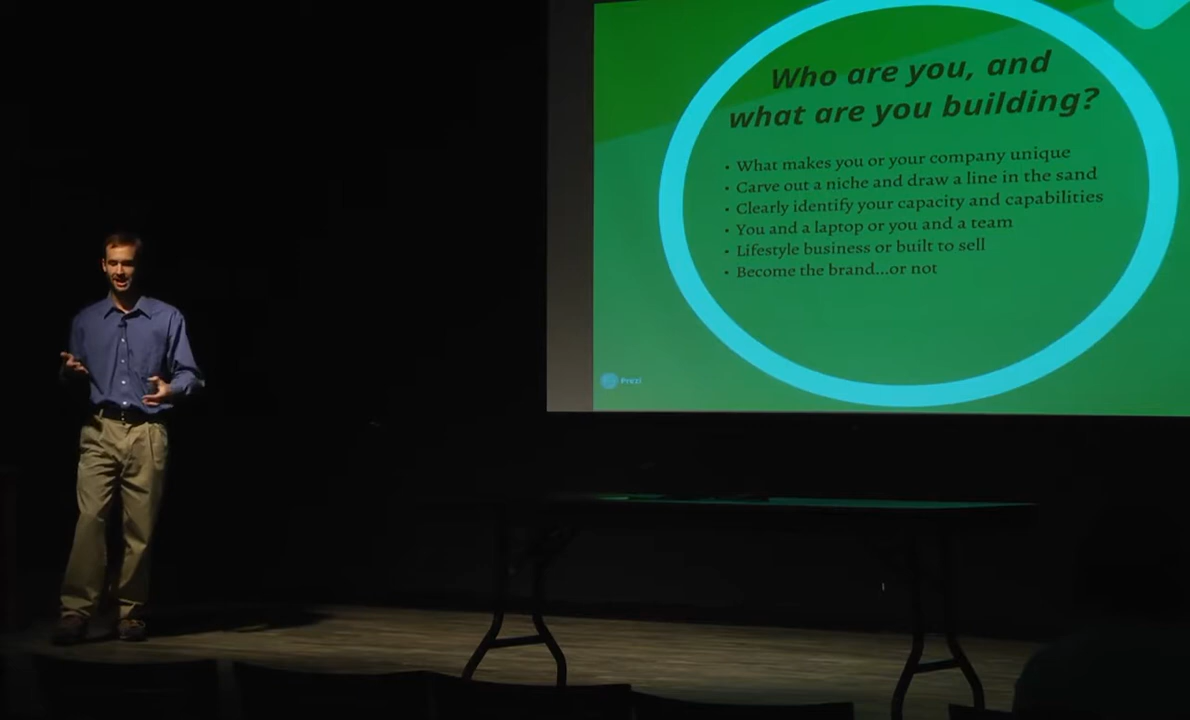 Who are you, and
what are you building?
• What makes you or your company unique
• Carve out a niche and draw a line in the sand
• Clearly identify your capacity and capabilities
• You and a laptop or you and a team
• Lifestyle business or built to sell
• Become the brand...or not
Prezi